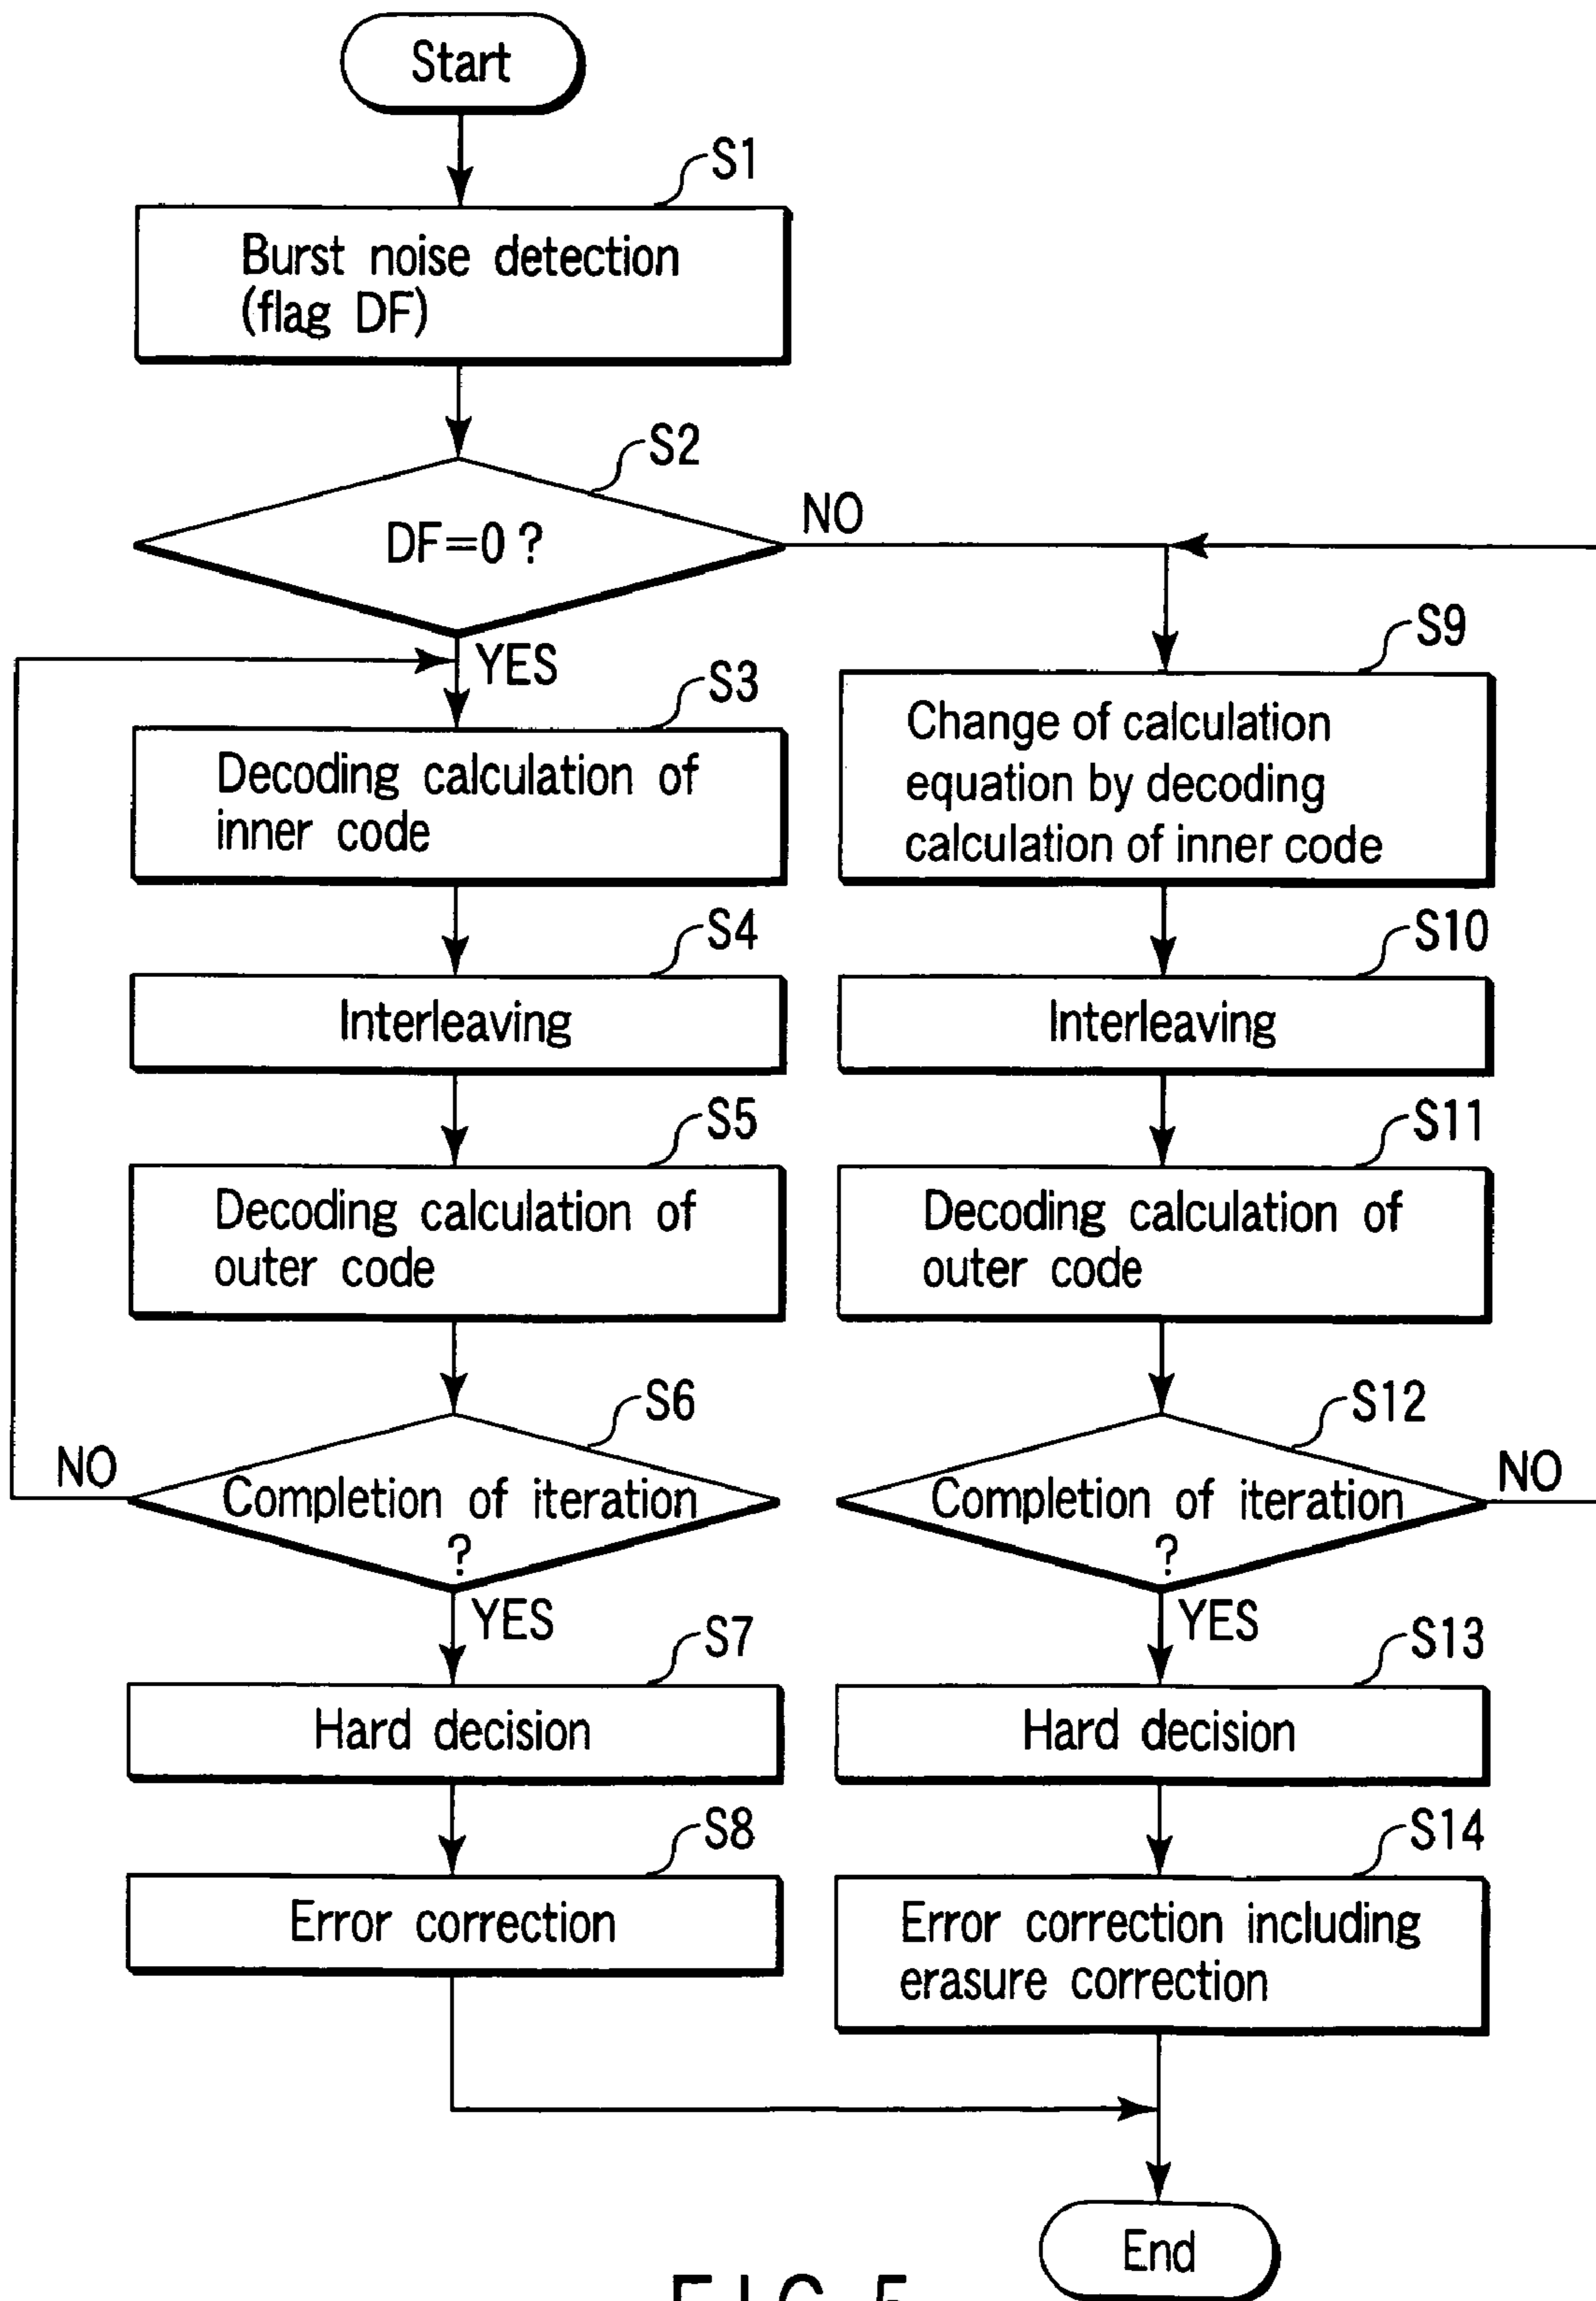 Start
S1
Burst noise detection
(flag DF)
S2
DF=0 ?
NO
YES
S3
Decoding calculation of
inner code
S4
Interleaving
S5
Decoding calculation of
outer code
S6
NO
Completion of iteration
?
YES
S7
Hard decision
S8
Error correction
S9
Change of calculation
equation by decoding
calculation of inner code
S10
Interleaving
S11
Decoding calculation of
outer code
S12
NO
Completion of iteration
?
YES
S13
Hard decision
S14
Error correction including
erasure correction
End
FIG. 5